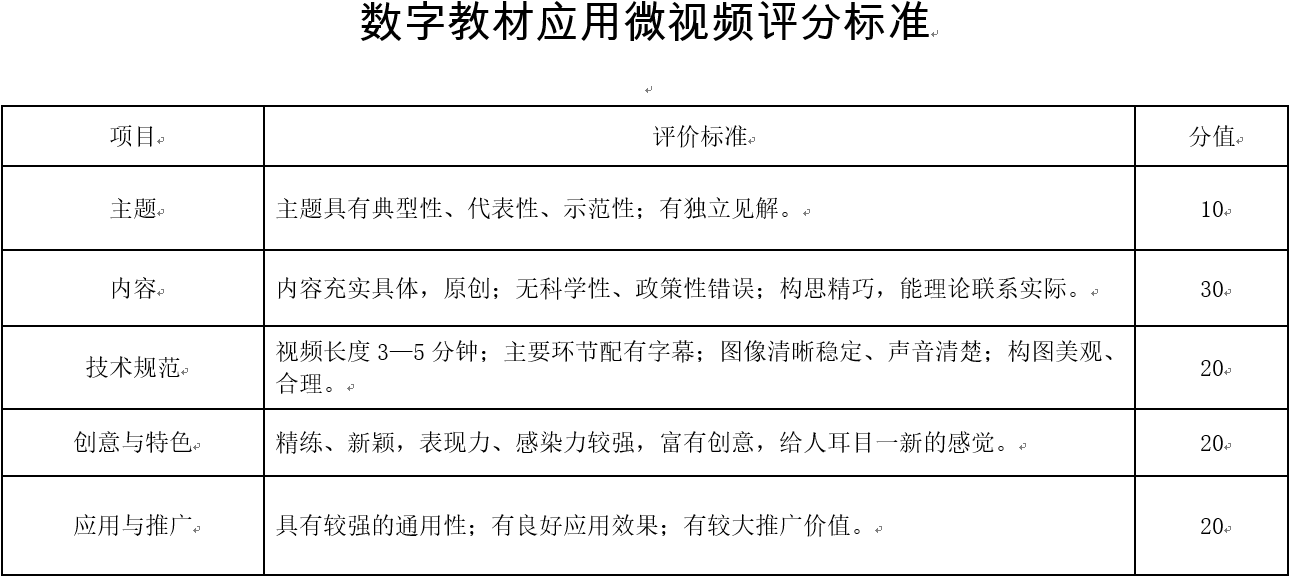 数字教材应用微视频评分标准
项目 评价标准 分值
主题 主题具有典型性、代表性、示范性；有独立见解。 10
内容 内容充实具体，原创；无科学性、政策性错误；构思精巧，能理论联系实际。 30
技术规范 视频长度 3—5 分钟；主要环节配有字幕；图像清晰稳定、声音清楚；构图美观、
合理。 20
创意与特色 精练、新颖，表现力、感染力较强，富有创意，给人耳目一新的感觉。 20
应用与推广 具有较强的通用性；有良好应用效果；有较大推广价值。 20